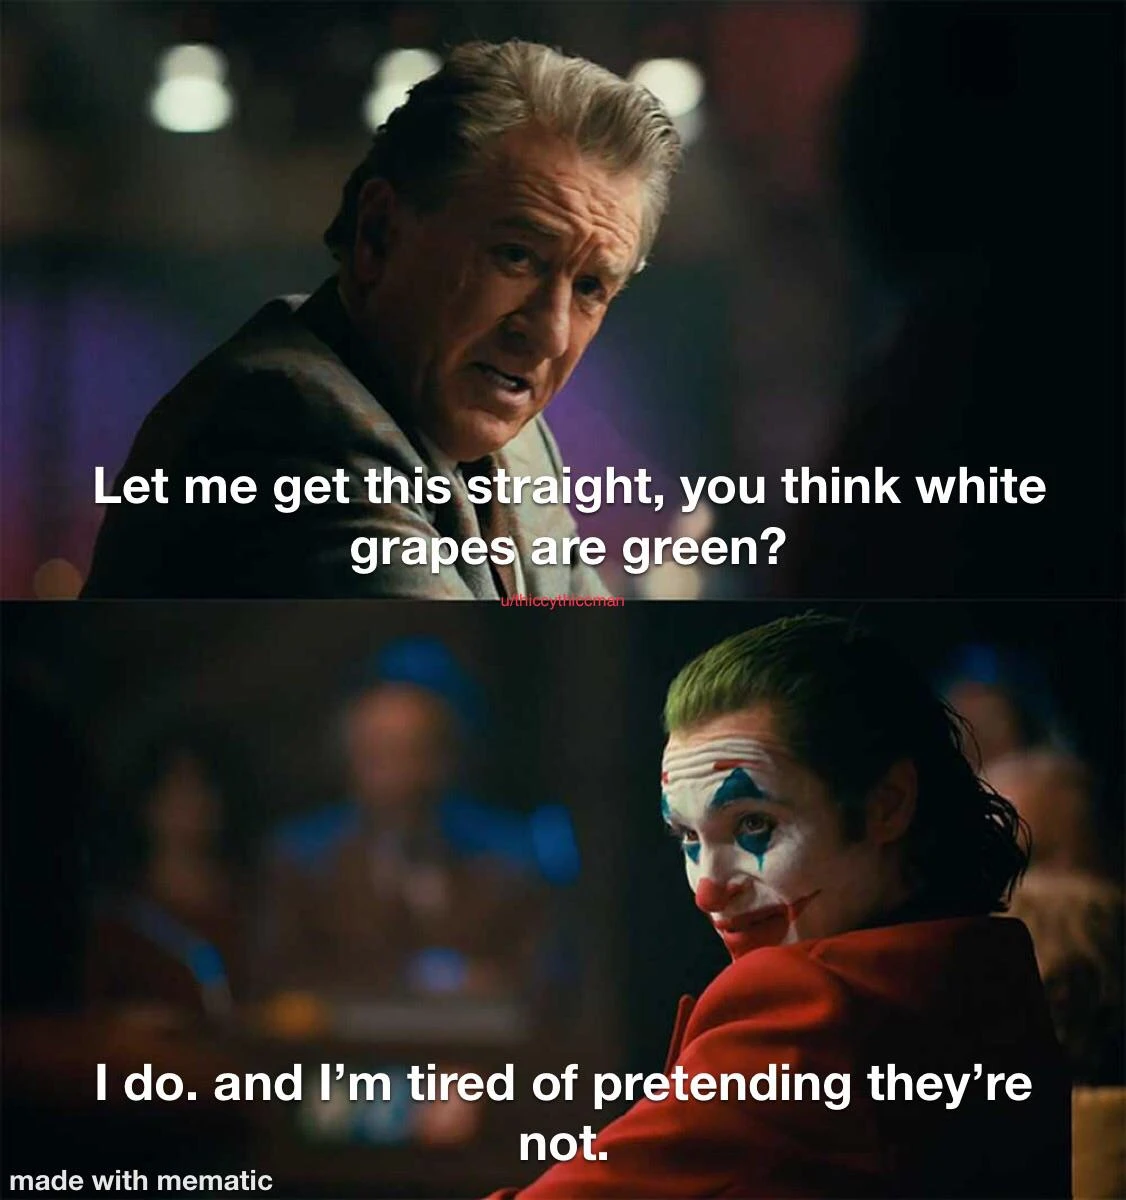 Let me get this straight, you think white
grapes are green?
u/thiccythiccman
I do. and I'm tired of pretending they're
not.
made with mematic